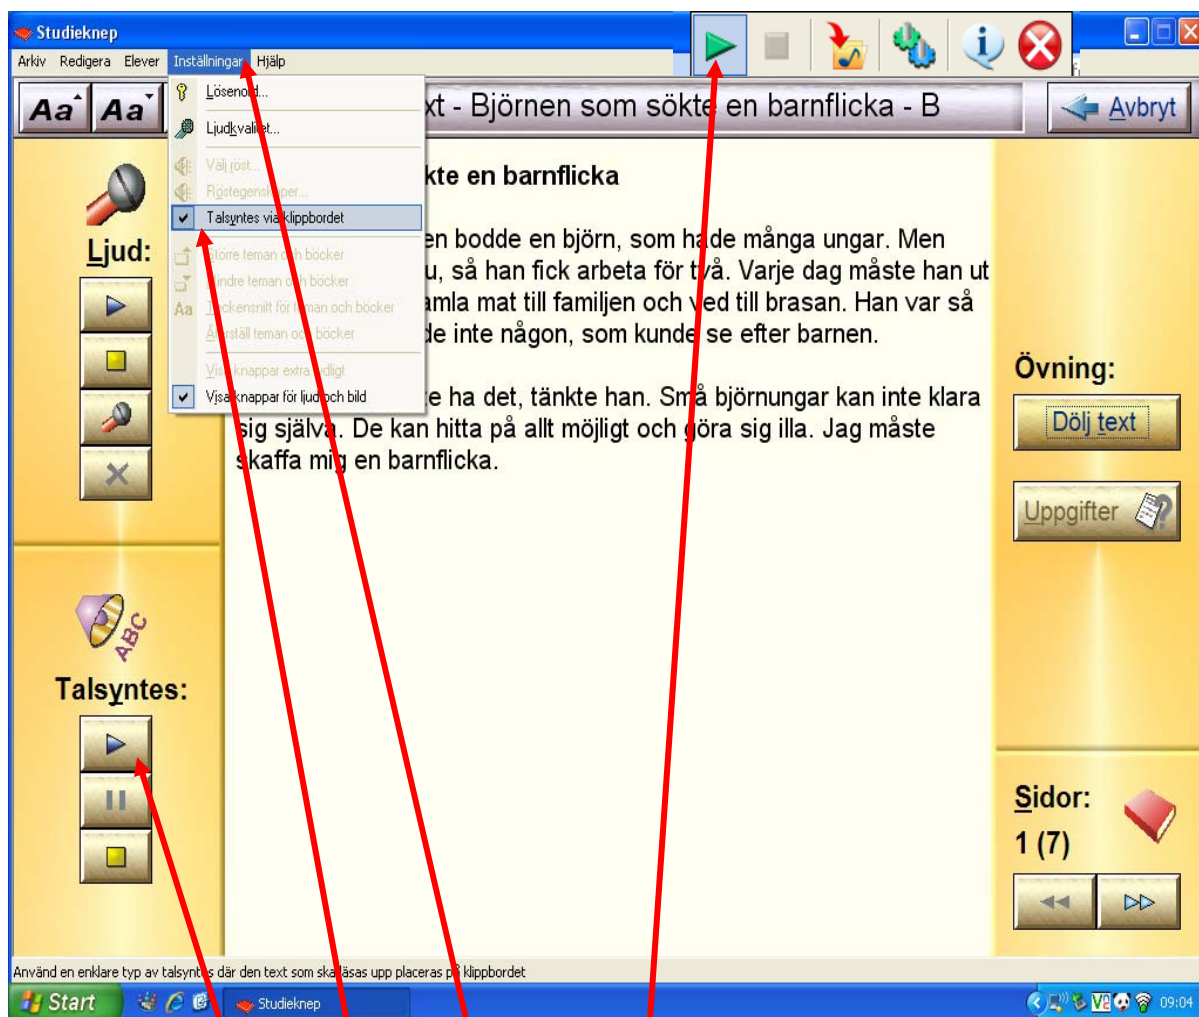 Studieknep
Arkiv Redigera Elever Inställningar Hjälp
Aa Aa xt - Björnen som sökte en barnflicka - B Avbryt
Lösenord...
Ljudkvalitet...
Välj röst...
Röstegenskaper...
Talsyntes via klippbordet
Större teman och böcker
Mindre teman och böcker
Aa Teckensnitt för teman och böcker
Återställ teman och böcker
Visa knappar extra tydligt
Visa knappar för ljud och bild
Ljud:
kte en barnflicka
en bodde en björn, som hade många ungar. Men
u, så han fick arbeta för två. Varje dag måste han ut
amla mat till familjen och ved till brasan. Han var så
de inte någon, som kunde se efter barnen.
te ha det, tänkte han. Små björnungar kan inte klara
sig själva. De kan hitta på allt möjligt och göra sig illa. Jag måste
skaffa mig en barnflicka.
Övning:
Dölj text
Uppgifter
ABC
Talsyntes:
Sidor:
1 (7)
Använd en enklare typ av talsyntes där den text som ska läsas upp placeras på klippbordet
Start Studieknep 09:04